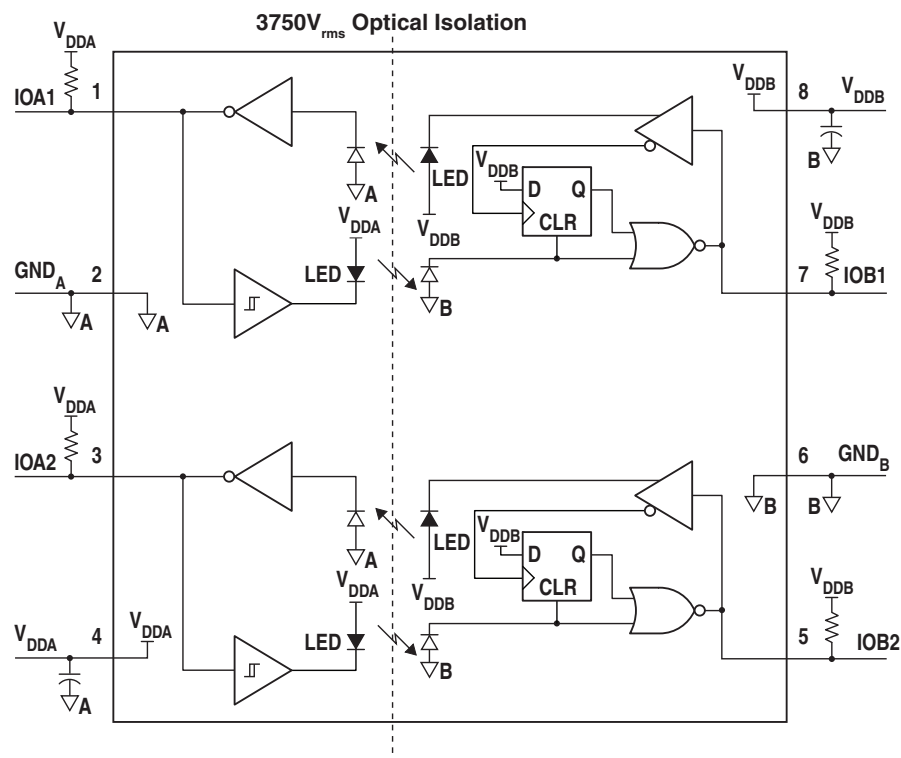 3750Vrms Optical Isolation
VDDA
IOA1
1
A
LED
VDDB
VDDB
D
Q
CLR
VDDB
8
VDDB
B
VDDA
LED
B
VDDB
7
IOB1
GNDA
2
A
A
VDDA
IOA2
3
A
LED
VDDB
VDDB
D
Q
CLR
6
GNDB
B
B
VDDA
LED
B
VDDB
5
IOB2
VDDA
4
VDDA
A